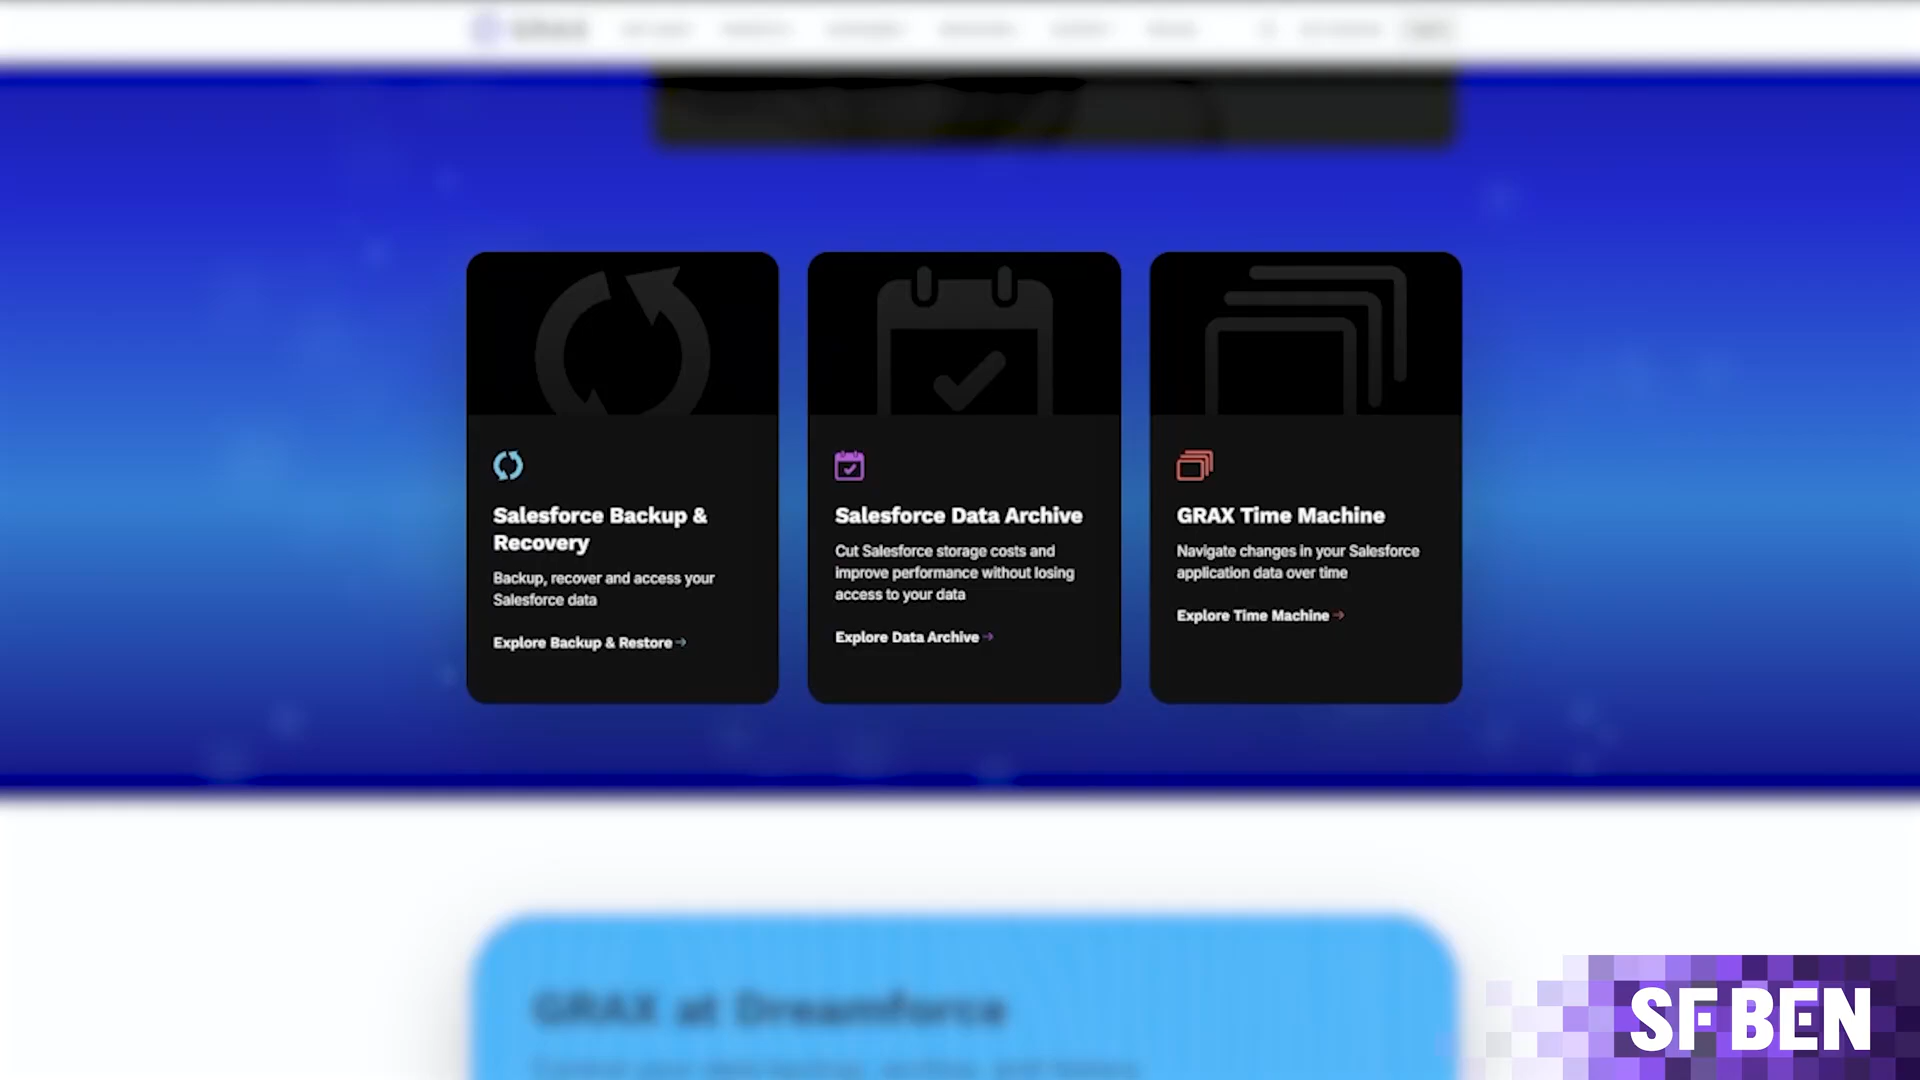 GRAX
Salesforce Backup &
Recovery
Backup, recover and access your
Salesforce data
Explore Backup & Restore
Salesforce Data Archive
Cut Salesforce storage costs and
improve performance without losing
access to your data
Explore Data Archive
GRAX Time Machine
Navigate changes in your Salesforce
application data over time
Explore Time Machine
GRAX at Dreamforce
SF BEN